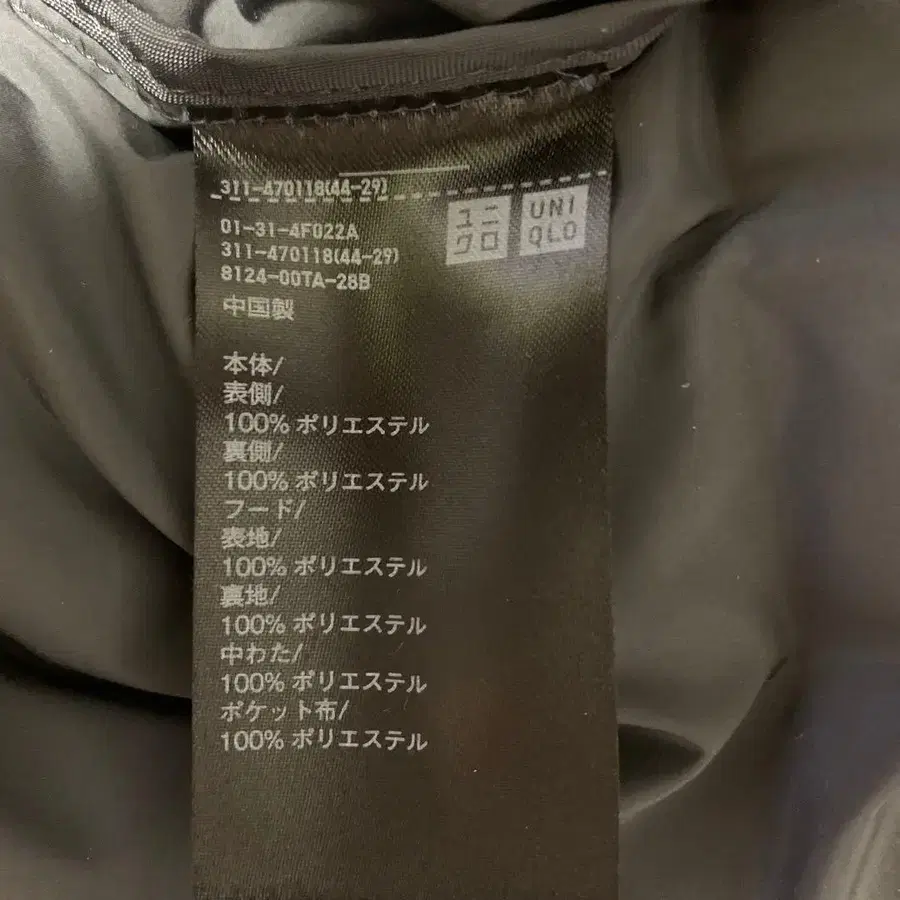 311-470118(44-29)
01-31-4F022A
311-470118(44-29)
8124-00TA-28B
中国製
ユニ
クロ
UNI
QLO
本体/
表側/
100% ポリエステル
裏側/
100% ポリエステル
フード/
表地/
100% ポリエステル
裏地/
100% ポリエステル
中わた/
100% ポリエステル
ポケット布/
100% ポリエステル